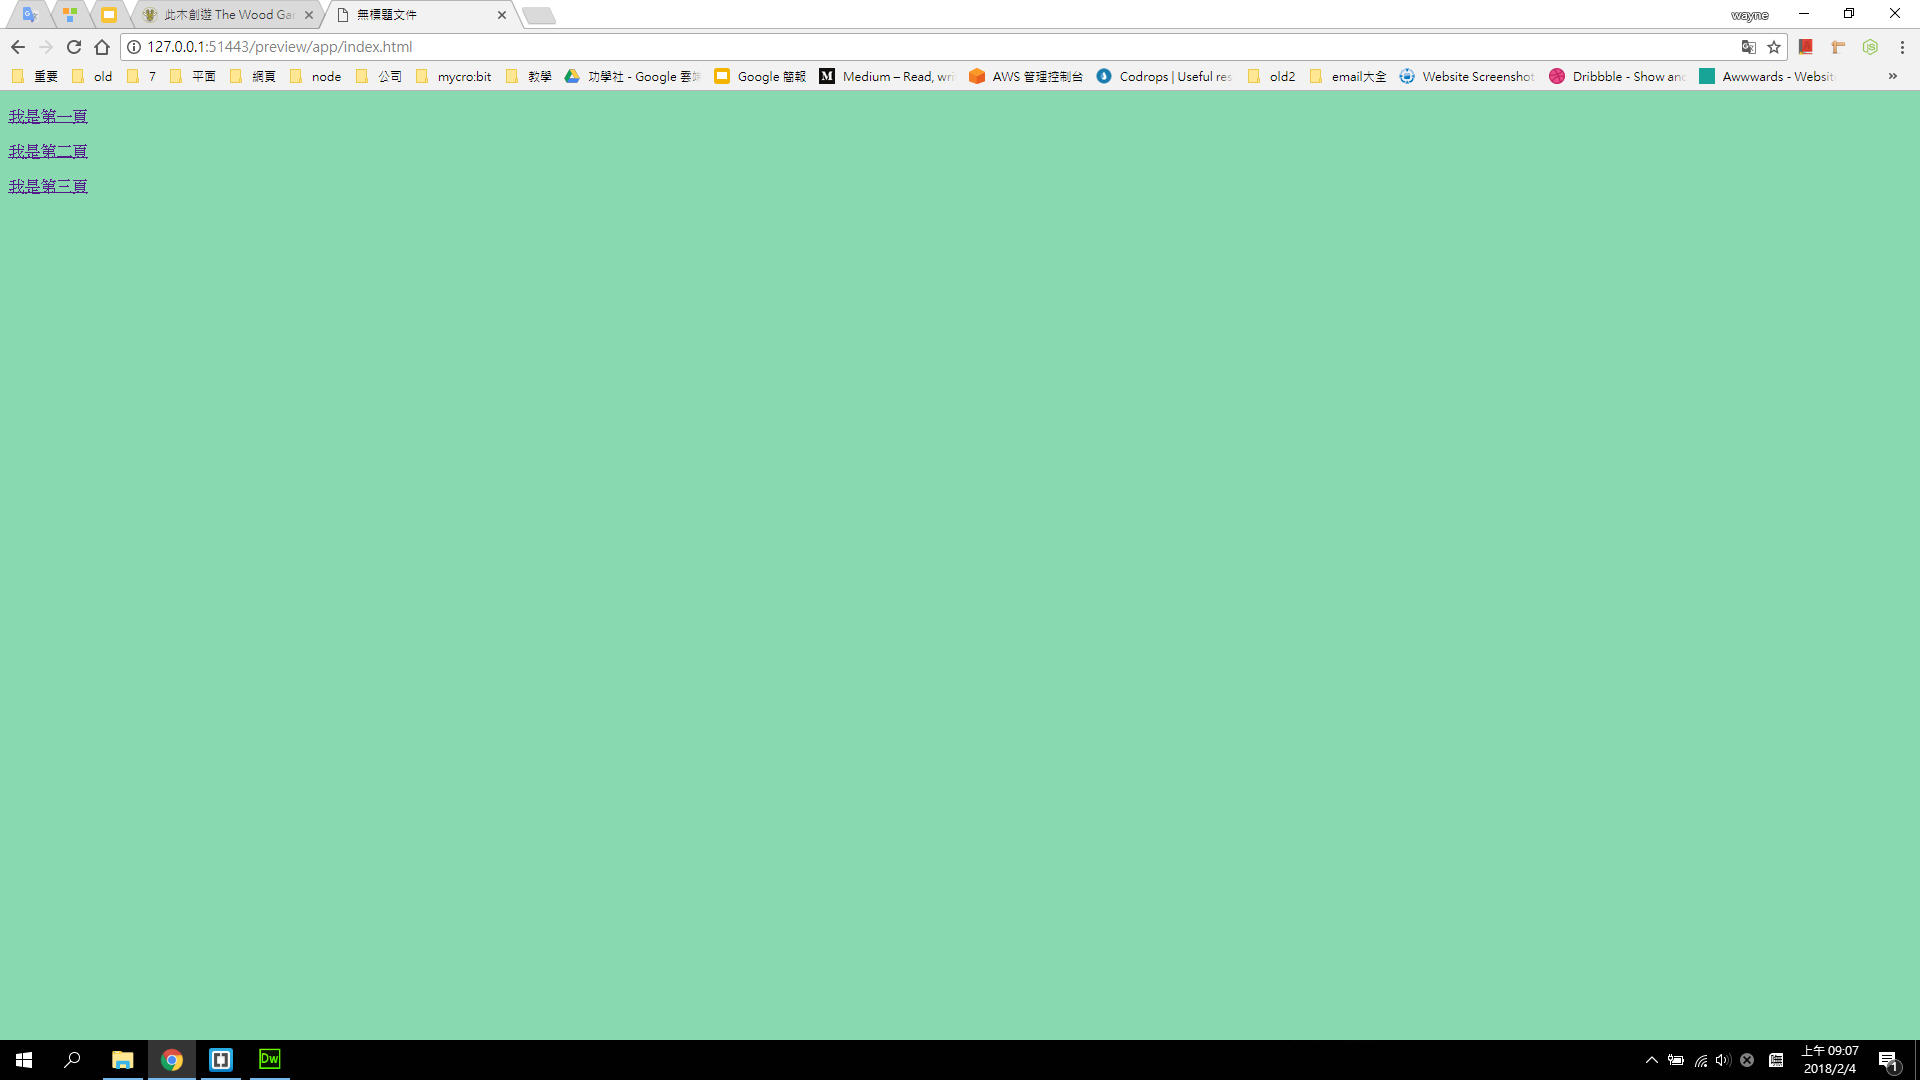 此木創遊 The Wood Gar
無標題文件
wayne
127.0.0.1:51443/preview/app/index.html
重要 old 7 平面 網頁 node 公司 mycro:bit 教學 功學社 - Google 雲端 Google 簡報 Medium – Read, wri AWS 管理控制台 Codrops | Useful res old2 email大全 Website Screenshot Dribbble - Show and Awwwards - Websit »
我是第一頁
我是第二頁
我是第三頁
Dw
上午 09:07
2018/2/4
1